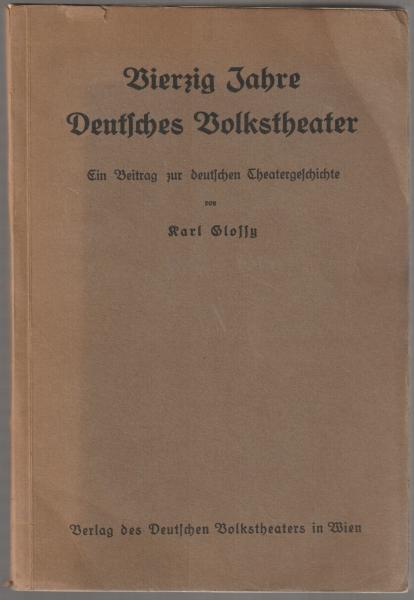 Vierzig Jahre
Deutſches Volkstheater
Ein Beitrag zur deutſchen Theatergeſchichte
von
Karl Gloſſy
Verlag des Deutſchen Volkstheaters in Wien